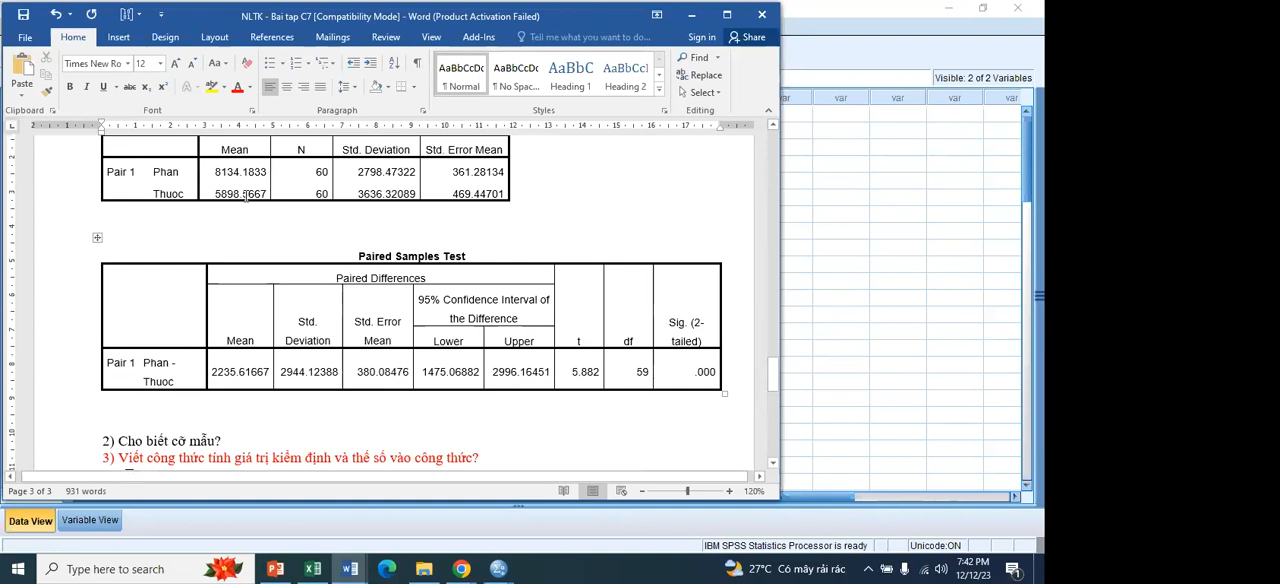 NLTK - Bai tap C7 [Compatibility Mode] - Word (Product Activation Failed)
File Home Insert Design Layout References Mailings Review View Add-Ins Tell me what you want to do... Sign in Share
Paste
Clipboard
Times New Ro 12
Font
Paragraph
AaBbCcDc AaBbCcDc AaBbC AaBbCcI
¶ Normal ¶ No Spac... Heading 1 Heading 2
Styles
Find
Replace
Select
Editing
Visible: 2 of 2 Variables
var var var var
Mean N Std. Deviation Std. Error Mean
Pair 1 Phan 8134.1833 60 2798.47322 361.28134
Thuoc 5898.5667 60 3636.32089 469.44701
Paired Samples Test
Paired Differences
95% Confidence Interval of
the Difference
Std. Std. Error Sig. (2-
Mean Deviation Mean Lower Upper t df tailed)
Pair 1 Phan - 2235.61667 2944.12388 380.08476 1475.06882 2996.16451 5.882 59 .000
Thuoc
2) Cho biết cỡ mẫu?
3) Viết công thức tính giá trị kiểm định và thế số vào công thức?
Page 3 of 3 931 words 120%
Data View Variable View
IBM SPSS Statistics Processor is ready Unicode:ON
Type here to search
27°C Có mây rải rác
7:42 PM
12/12/23